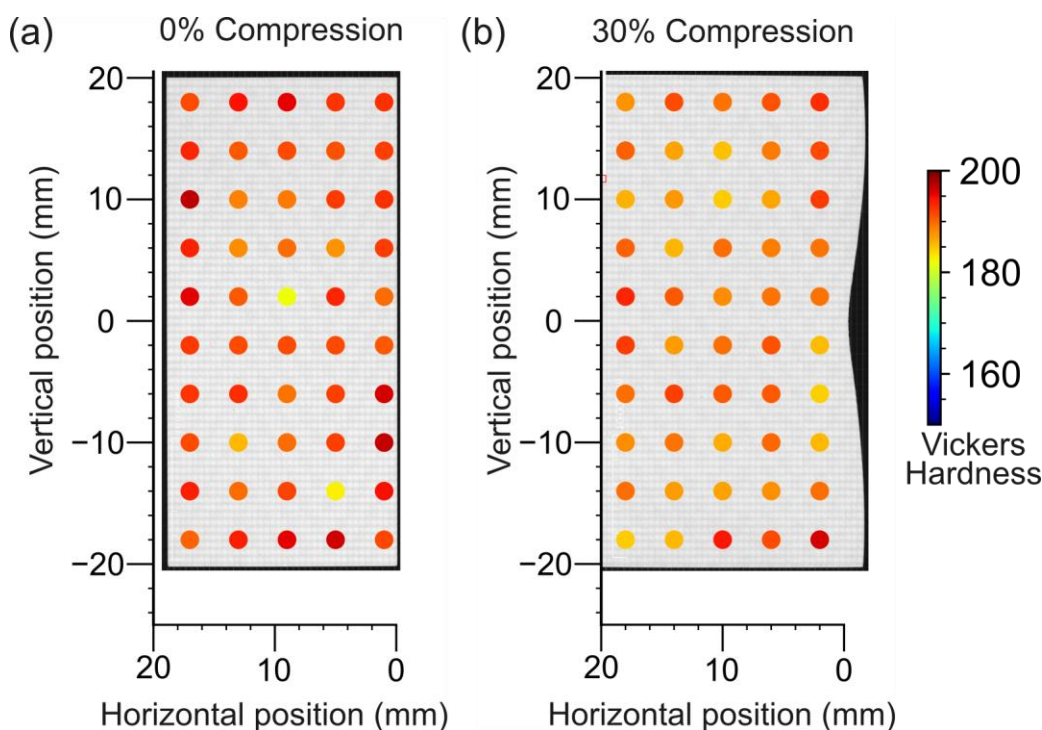 (a) 0% Compression
20
10
0
−10
−20
Vertical position (mm)
20 10 0
Horizontal position (mm)
(b) 30% Compression
20
10
0
−10
−20
Vertical position (mm)
20 10 0
Horizontal position (mm)
200
180
160
Vickers
Hardness